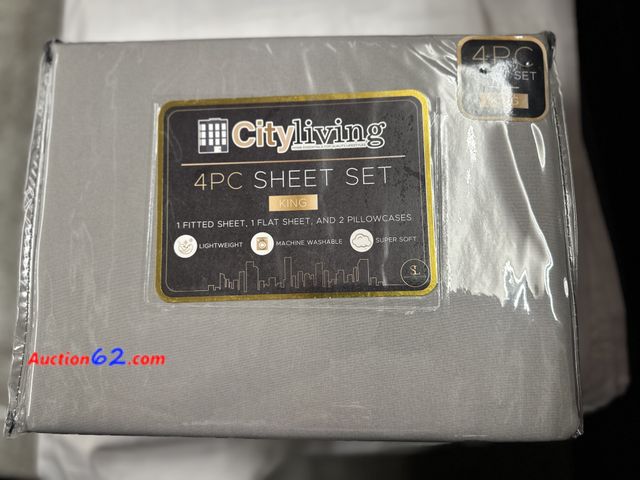 4PC
SET
Cityliving
4PC SHEET SET
KING
1 FITTED SHEET, 1 FLAT SHEET, AND 2 PILLOWCASES
LIGHTWEIGHT
MACHINE WASHABLE
SUPER SOFT
Auction62.com